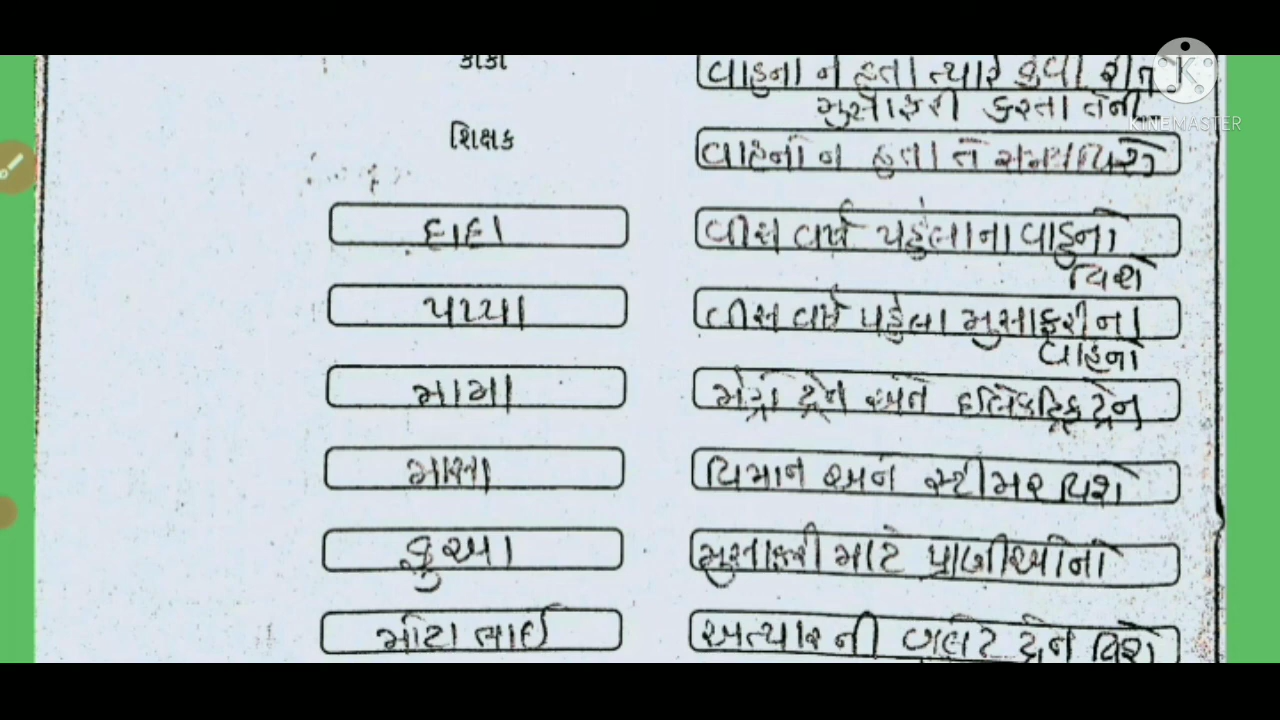 કાકા
વાહનો ન હતા ત્યારે કેવી રીતે
મુસાફરી કરતા તેની
KINEMASTER
શિક્ષક
વાહનો ન હતા તે સમય વિશે
દાદા
વીસ વર્ષ પહેલાના વાહનો
વિશે
પપ્પા
વીસ વર્ષ પહેલા મુસાફરીના
વાહનો
મામા
મેટ્રો ટ્રેન અને ઇલેક્ટ્રિક ટ્રેન
માસા
વિમાન અને સ્ટીમર વિશે
ફુઆ
મુસાફરી માટે પ્રાણીઓનો
મોટા ભાઈ
અત્યારની બુલેટ ટ્રેન વિશે